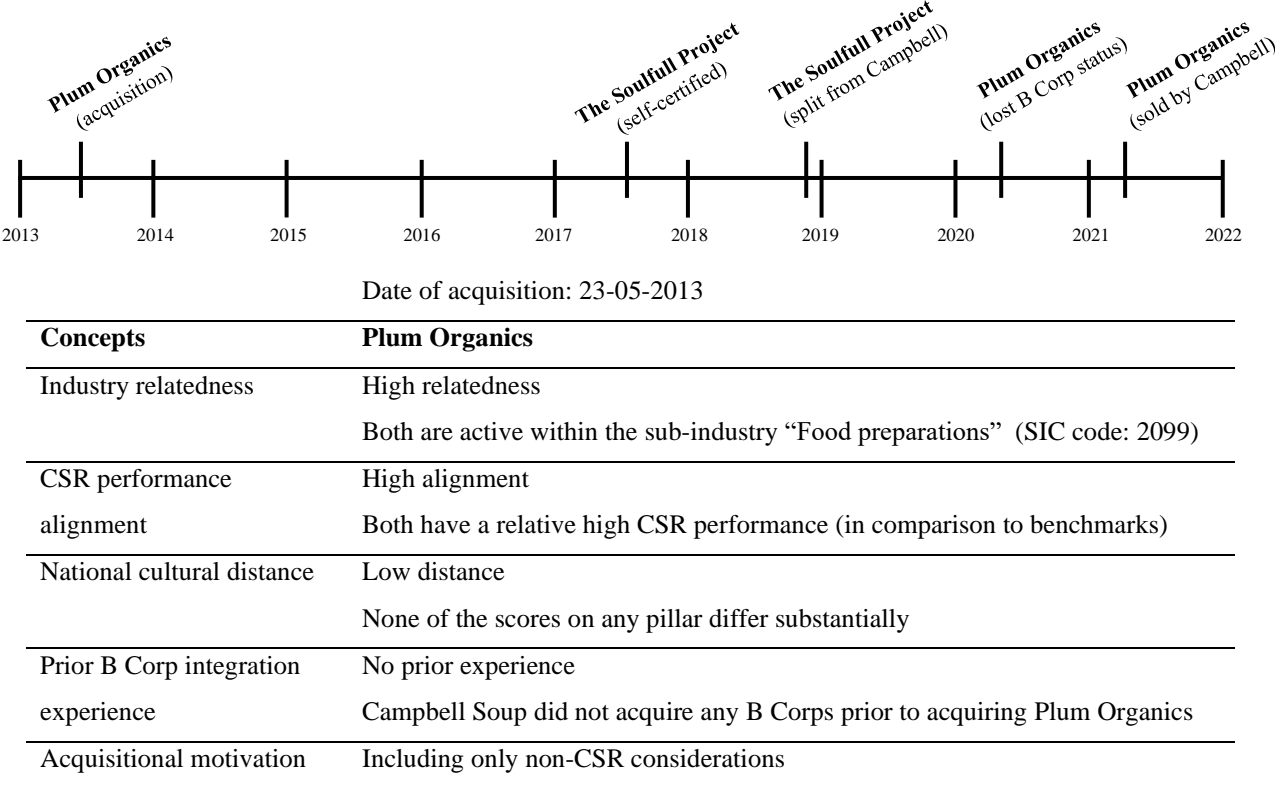 Plum Organics
(acquisition)
The Soulfull Project
(self-certified)
The Soulfull Project
(split from Campbell)
Plum Organics
(lost B Corp status)
Plum Organics
(sold by Campbell)
2013 2014 2015 2016 2017 2018 2019 2020 2021 2022
Date of acquisition: 23-05-2013
Concepts Plum Organics
Industry relatedness High relatedness
Both are active within the sub-industry “Food preparations” (SIC code: 2099)
CSR performance High alignment
alignment Both have a relative high CSR performance (in comparison to benchmarks)
National cultural distance Low distance
None of the scores on any pillar differ substantially
Prior B Corp integration No prior experience
experience Campbell Soup did not acquire any B Corps prior to acquiring Plum Organics
Acquisitional motivation Including only non-CSR considerations